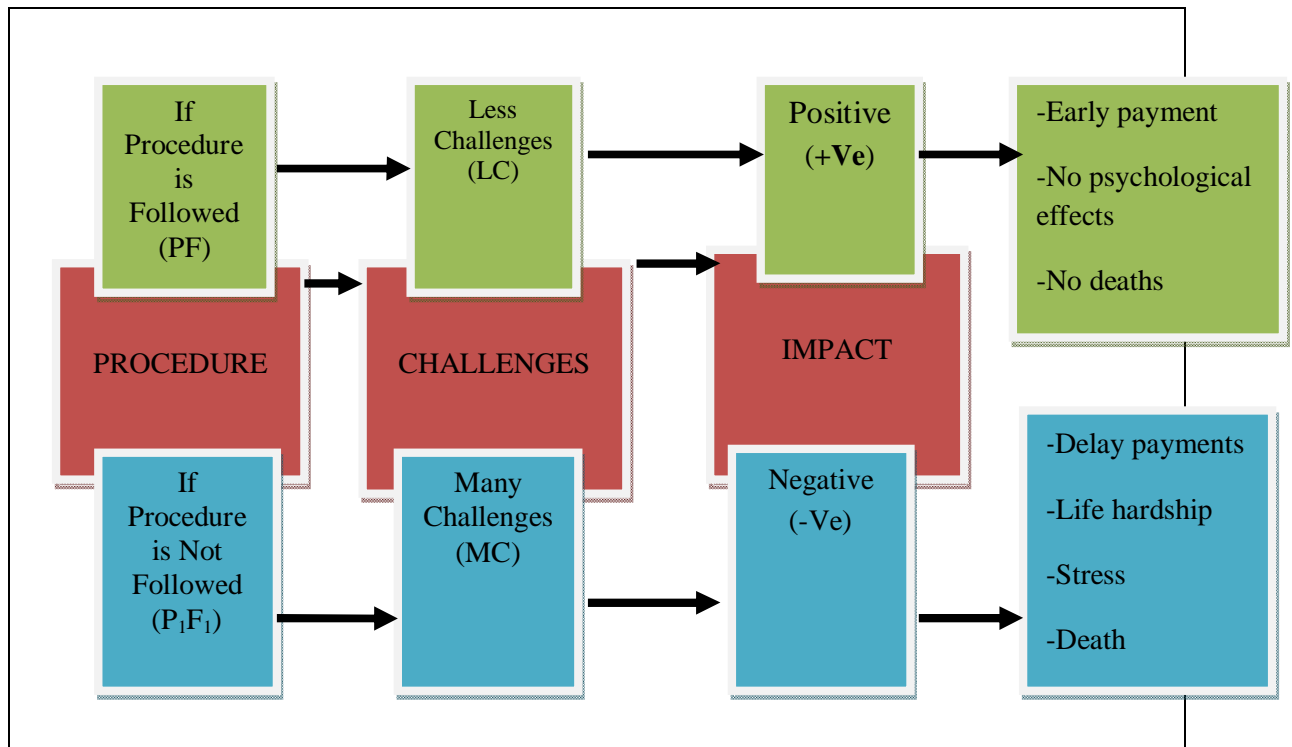 If
Procedure
is
Followed
(PF)
Less
Challenges
(LC)
Positive
(+Ve)
-Early payment
-No psychological
effects
-No deaths
PROCEDURE
CHALLENGES
IMPACT
If
Procedure
is Not
Followed
(P₁F₁)
Many
Challenges
(MC)
Negative
(-Ve)
-Delay payments
-Life hardship
-Stress
-Death